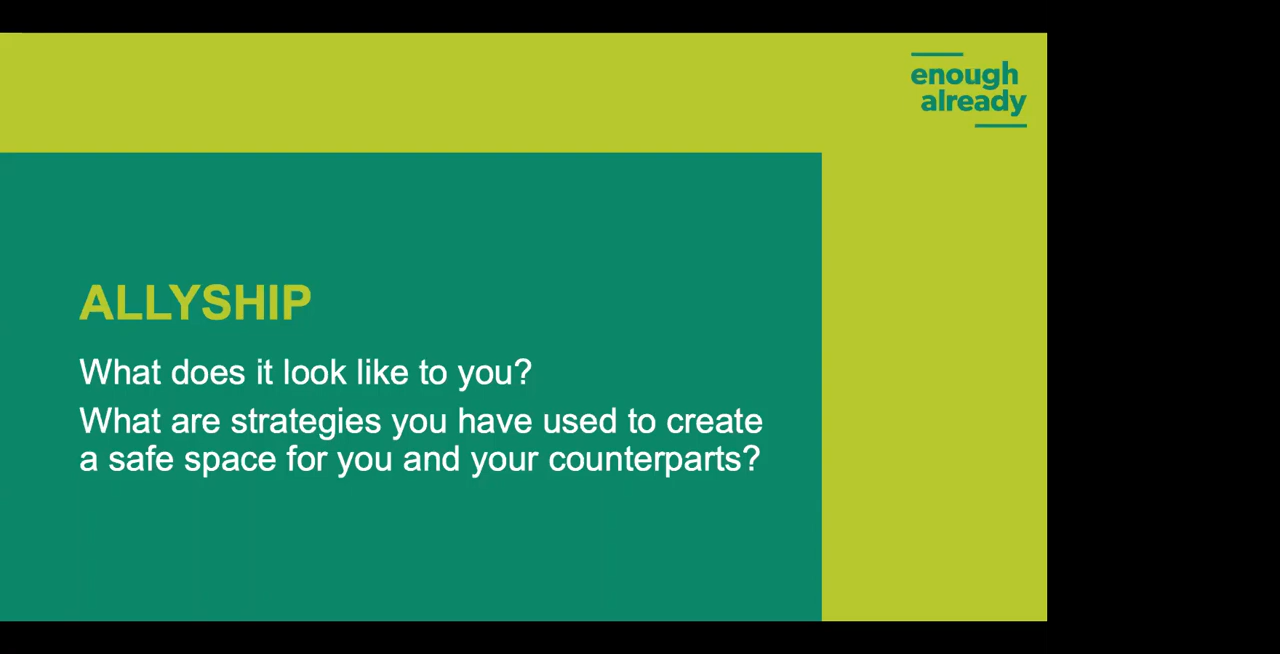 enough
already
ALLYSHIP
What does it look like to you?
What are strategies you have used to create
a safe space for you and your counterparts?